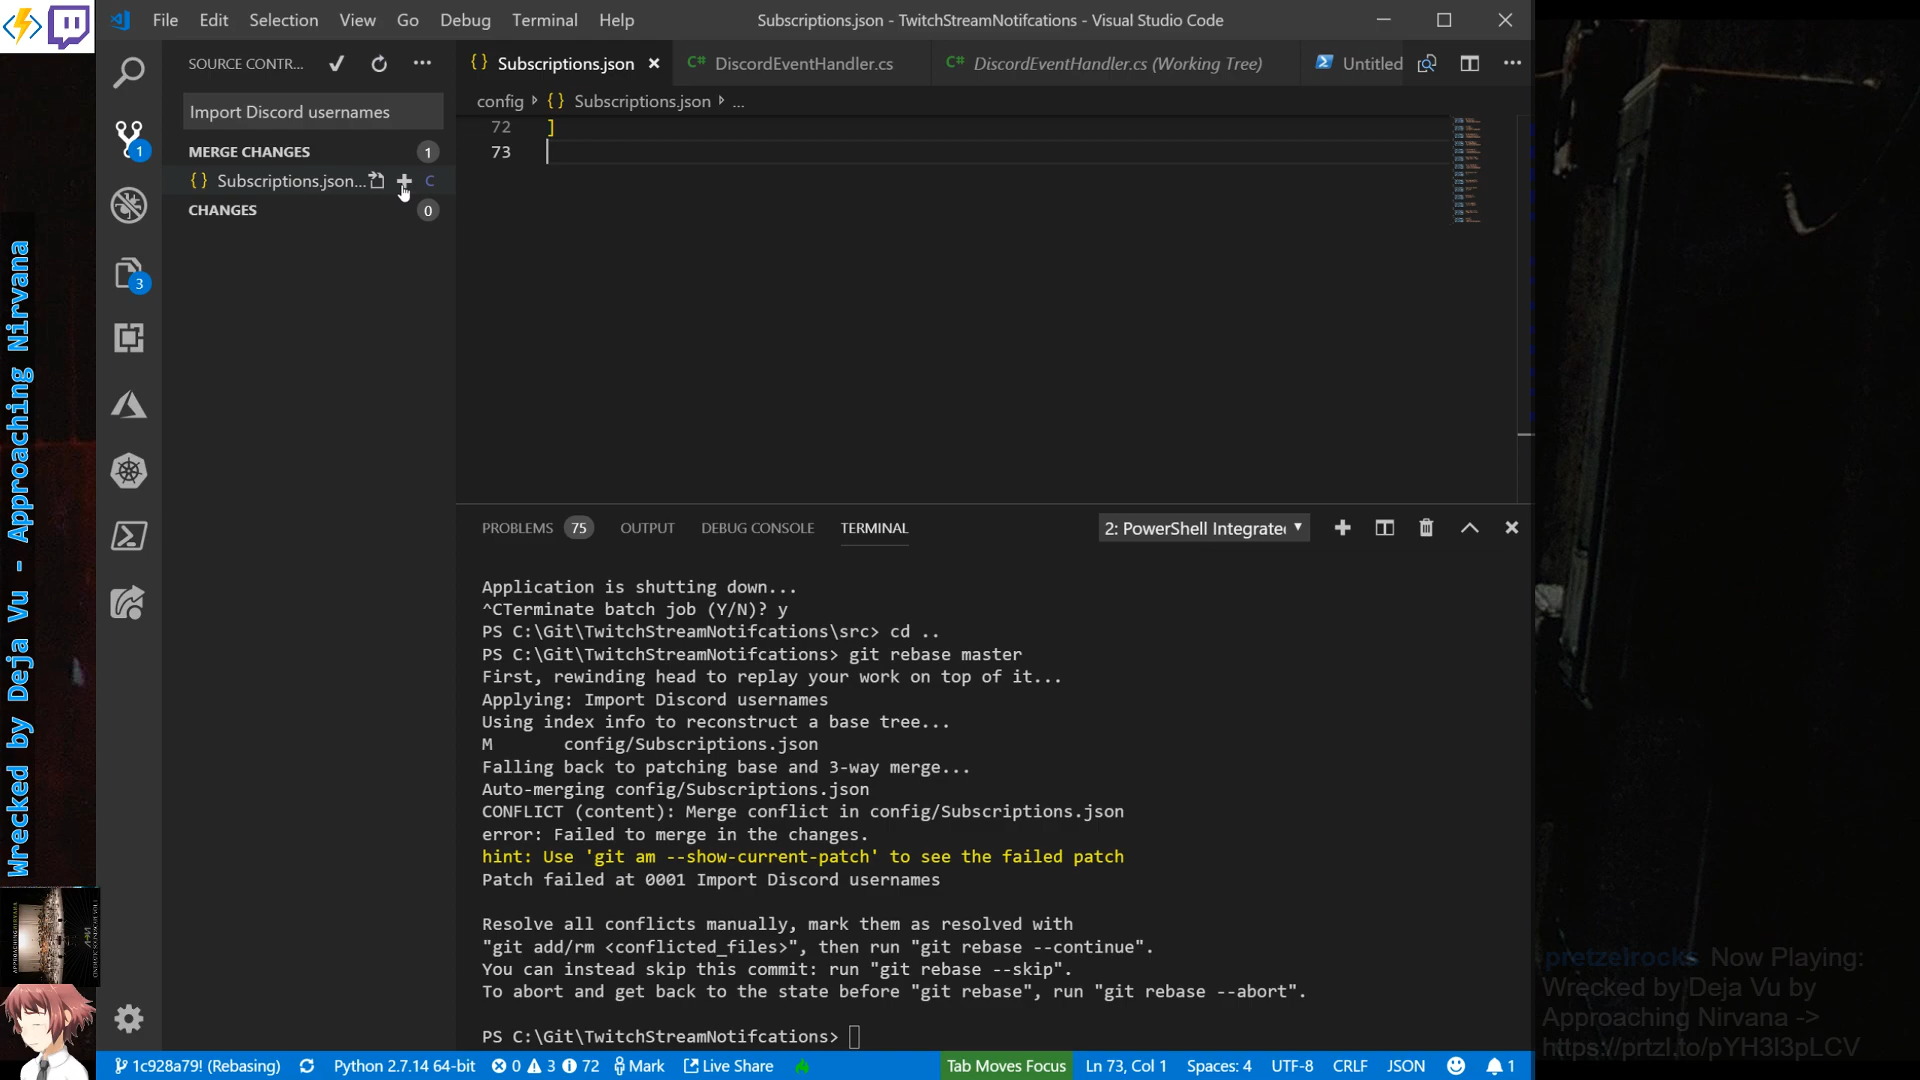 File Edit Selection View Go Debug Terminal Help
Subscriptions.json - TwitchStreamNotifcations - Visual Studio Code
SOURCE CONTR...
Subscriptions.json
DiscordEventHandler.cs
DiscordEventHandler.cs (Working Tree)
Untitled
config
Subscriptions.json
...
Import Discord usernames
MERGE CHANGES 1
Subscriptions.json... C
CHANGES 0
1
3
72 ]
73
PROBLEMS 75 OUTPUT DEBUG CONSOLE TERMINAL
2: PowerShell Integrate
Application is shutting down...
^CTerminate batch job (Y/N)? y
PS C:\Git\TwitchStreamNotifcations\src> cd ..
PS C:\Git\TwitchStreamNotifcations> git rebase master
First, rewinding head to replay your work on top of it...
Applying: Import Discord usernames
Using index info to reconstruct a base tree...
M config/Subscriptions.json
Falling back to patching base and 3-way merge...
Auto-merging config/Subscriptions.json
CONFLICT (content): Merge conflict in config/Subscriptions.json
error: Failed to merge in the changes.
hint: Use 'git am --show-current-patch' to see the failed patch
Patch failed at 0001 Import Discord usernames
Resolve all conflicts manually, mark them as resolved with
"git add/rm <conflicted_files>", then run "git rebase --continue".
You can instead skip this commit: run "git rebase --skip".
To abort and get back to the state before "git rebase", run "git rebase --abort".
PS C:\Git\TwitchStreamNotifcations>
1c928a79! (Rebasing) Python 2.7.14 64-bit 0 3 72 Mark Live Share Tab Moves Focus Ln 73, Col 1 Spaces: 4 UTF-8 CRLF JSON 1
Wrecked by Deja Vu - Approaching Nirvana
pretzelrocks Now Playing:
Wrecked by Deja Vu by
Approaching Nirvana ->
https://prtzl.to/pYH3l3pLCV